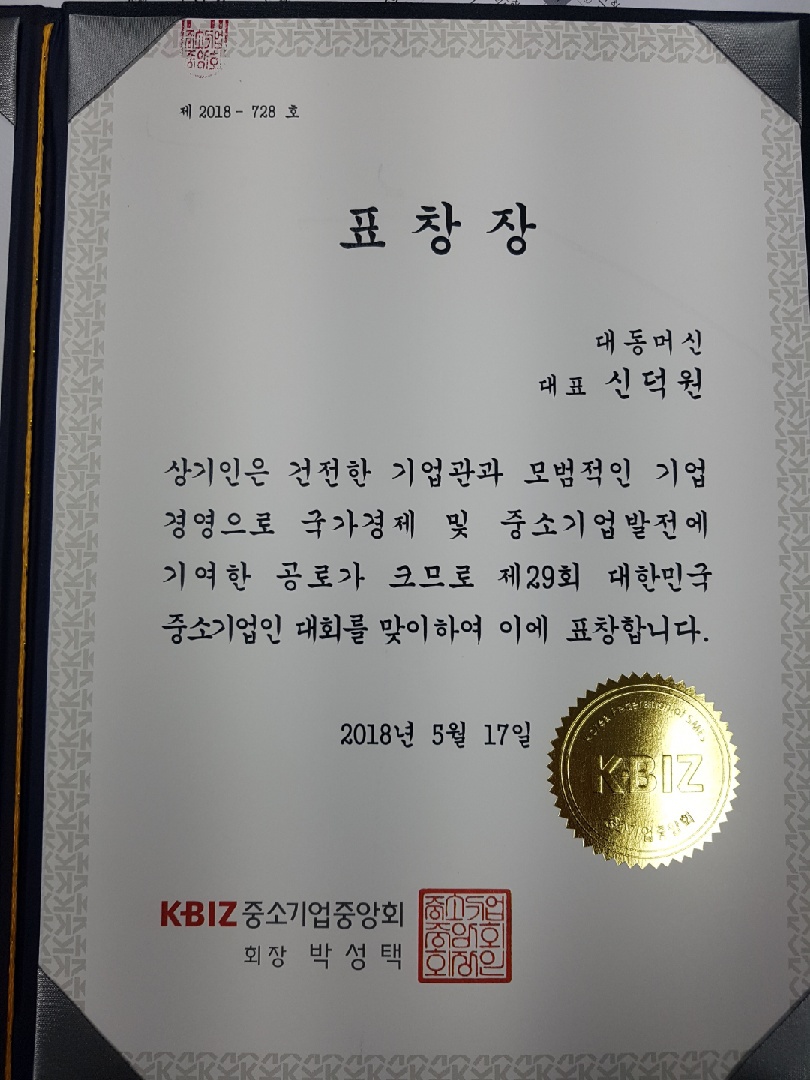 제 2018 - 728 호
표 창 장
대동머신
대표 신덕원
상기인은 건전한 기업관과 모범적인 기업
경영으로 국가경제 및 중소기업발전에
기여한 공로가 크므로 제29회 대한민국
중소기업인 대회를 맞이하여 이에 표창합니다.
2018년 5월 17일
K-BIZ
K-BIZ 중소기업중앙회
회장 박성택
중소기업
중앙회
회장인